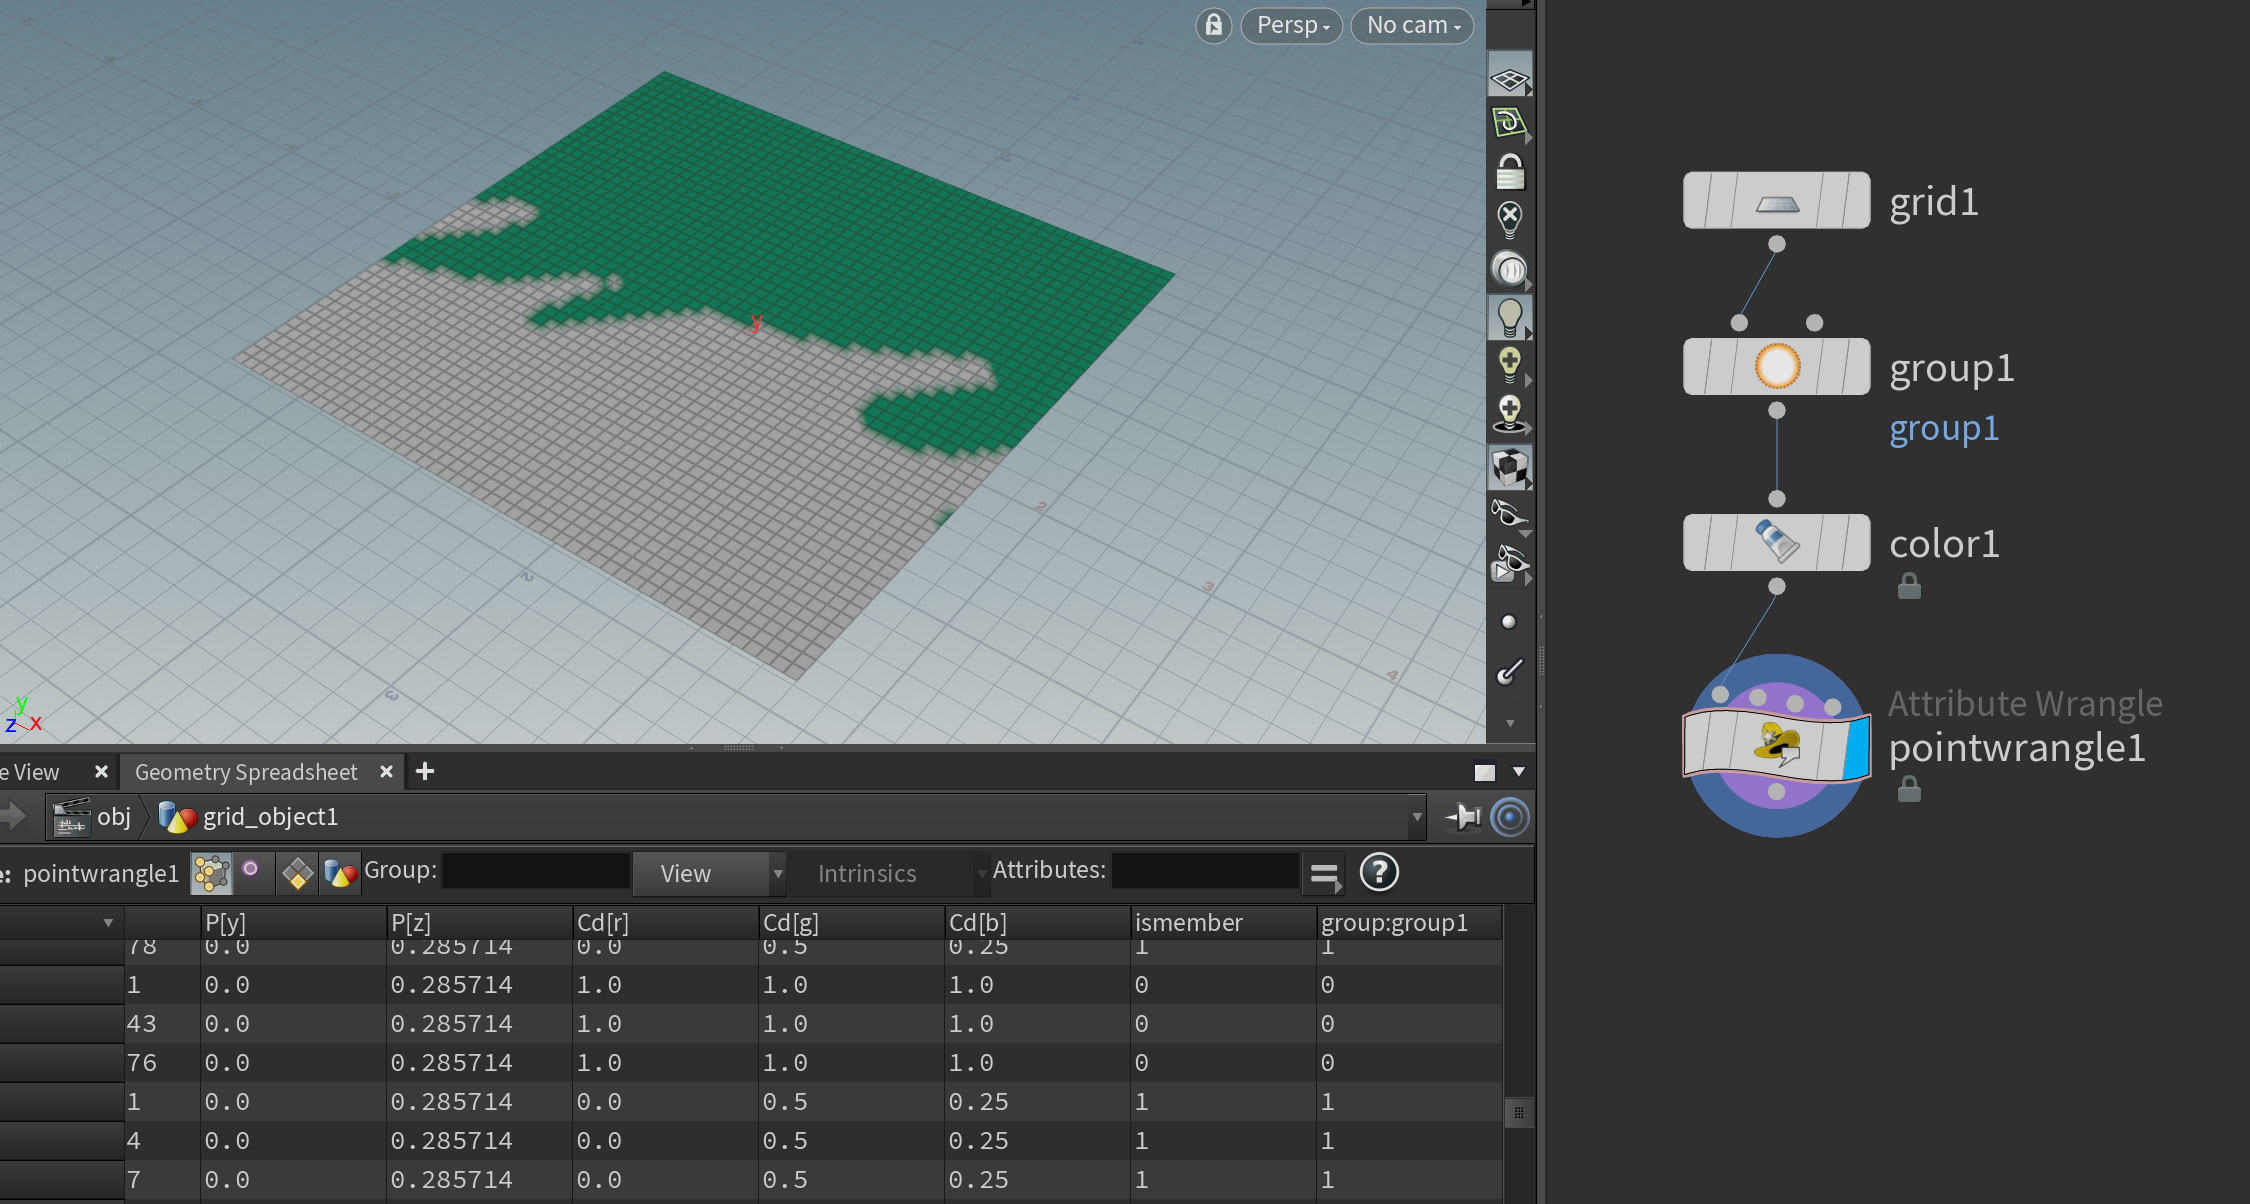 Persp
No cam
y
2
3
4
2
3
y
z
x
grid1
group1
group1
color1
Attribute Wrangle
pointwrangle1
e View
Geometry Spreadsheet
obj
grid_object1
e: pointwrangle1
Group:
View
Intrinsics
Attributes:
?
P[y] P[z] Cd[r] Cd[g] Cd[b] ismember group:group1
78 0.0 0.285714 0.0 0.5 0.25 1 1
1 0.0 0.285714 1.0 1.0 1.0 0 0
43 0.0 0.285714 1.0 1.0 1.0 0 0
76 0.0 0.285714 1.0 1.0 1.0 0 0
1 0.0 0.285714 0.0 0.5 0.25 1 1
4 0.0 0.285714 0.0 0.5 0.25 1 1
7 0.0 0.285714 0.0 0.5 0.25 1 1